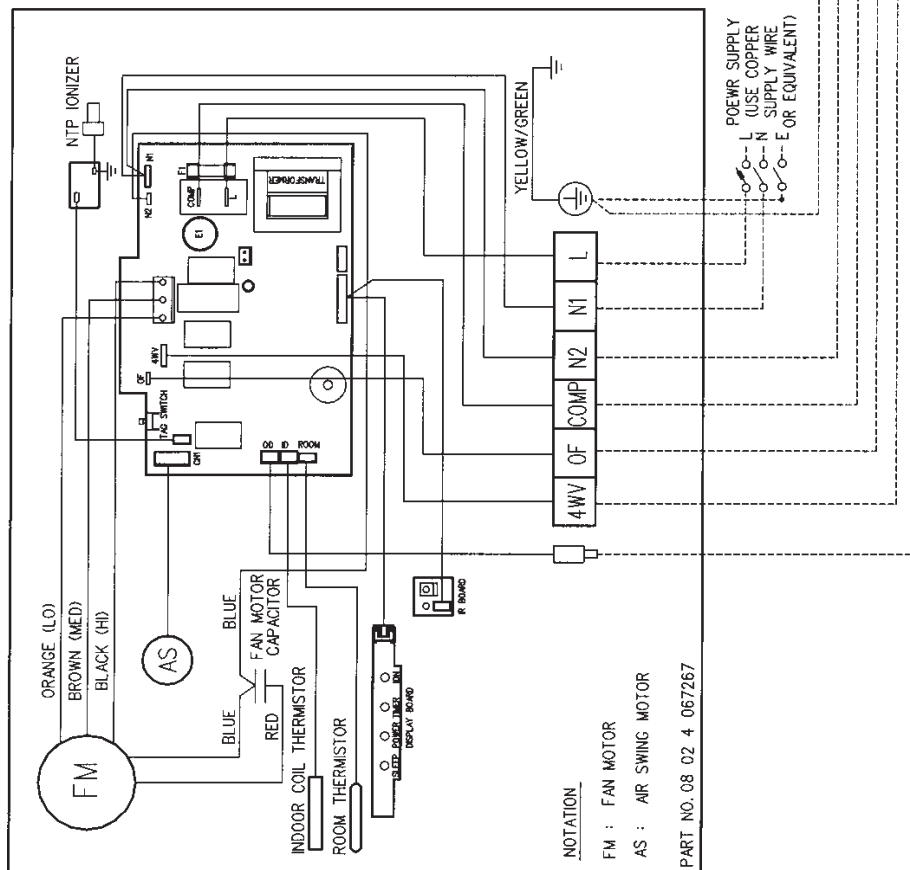 NTP IONIZER
N1
N2
F1
COMP
L
TRANSFORMER
E1
4WV
OF
TAG SWITCH
CN1
OD
ID
ROOM
YELLOW/GREEN
POEWR SUPPLY
(USE COPPER
SUPPLY WIRE
OR EQUIVALENT)
L
N
E
L
N1
N2
COMP
OF
4WV
ORANGE (LO)
BROWN (MED)
BLACK (HI)
AS
FM
BLUE
BLUE
RED
FAN MOTOR
CAPACITOR
INDOOR COIL THERMISTOR
ROOM THERMISTOR
IR BOARD
SLEEP
POWER
TIMER
ION
DISPLAY BOARD
NOTATION
FM : FAN MOTOR
AS : AIR SWING MOTOR
PART NO. 08 02 4 067267